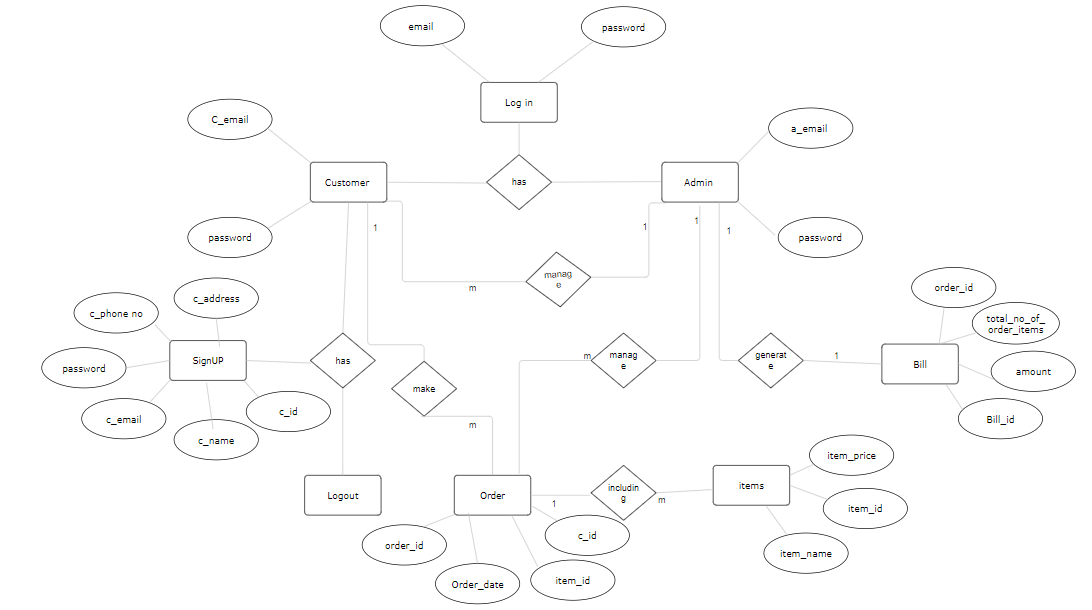 email
password
Log in
C_email
a_email
Customer
has
Admin
password
password
1
1
1
1
manag
e
m
c_address
c_phone no
order_id
total_no_of_
order_items
SignUP
has
manag
e
m
generat
e
1
Bill
password
amount
make
c_email
c_id
Bill_id
c_name
m
item_price
Logout
Order
includin
g
1
m
items
item_id
order_id
c_id
item_name
Order_date
item_id